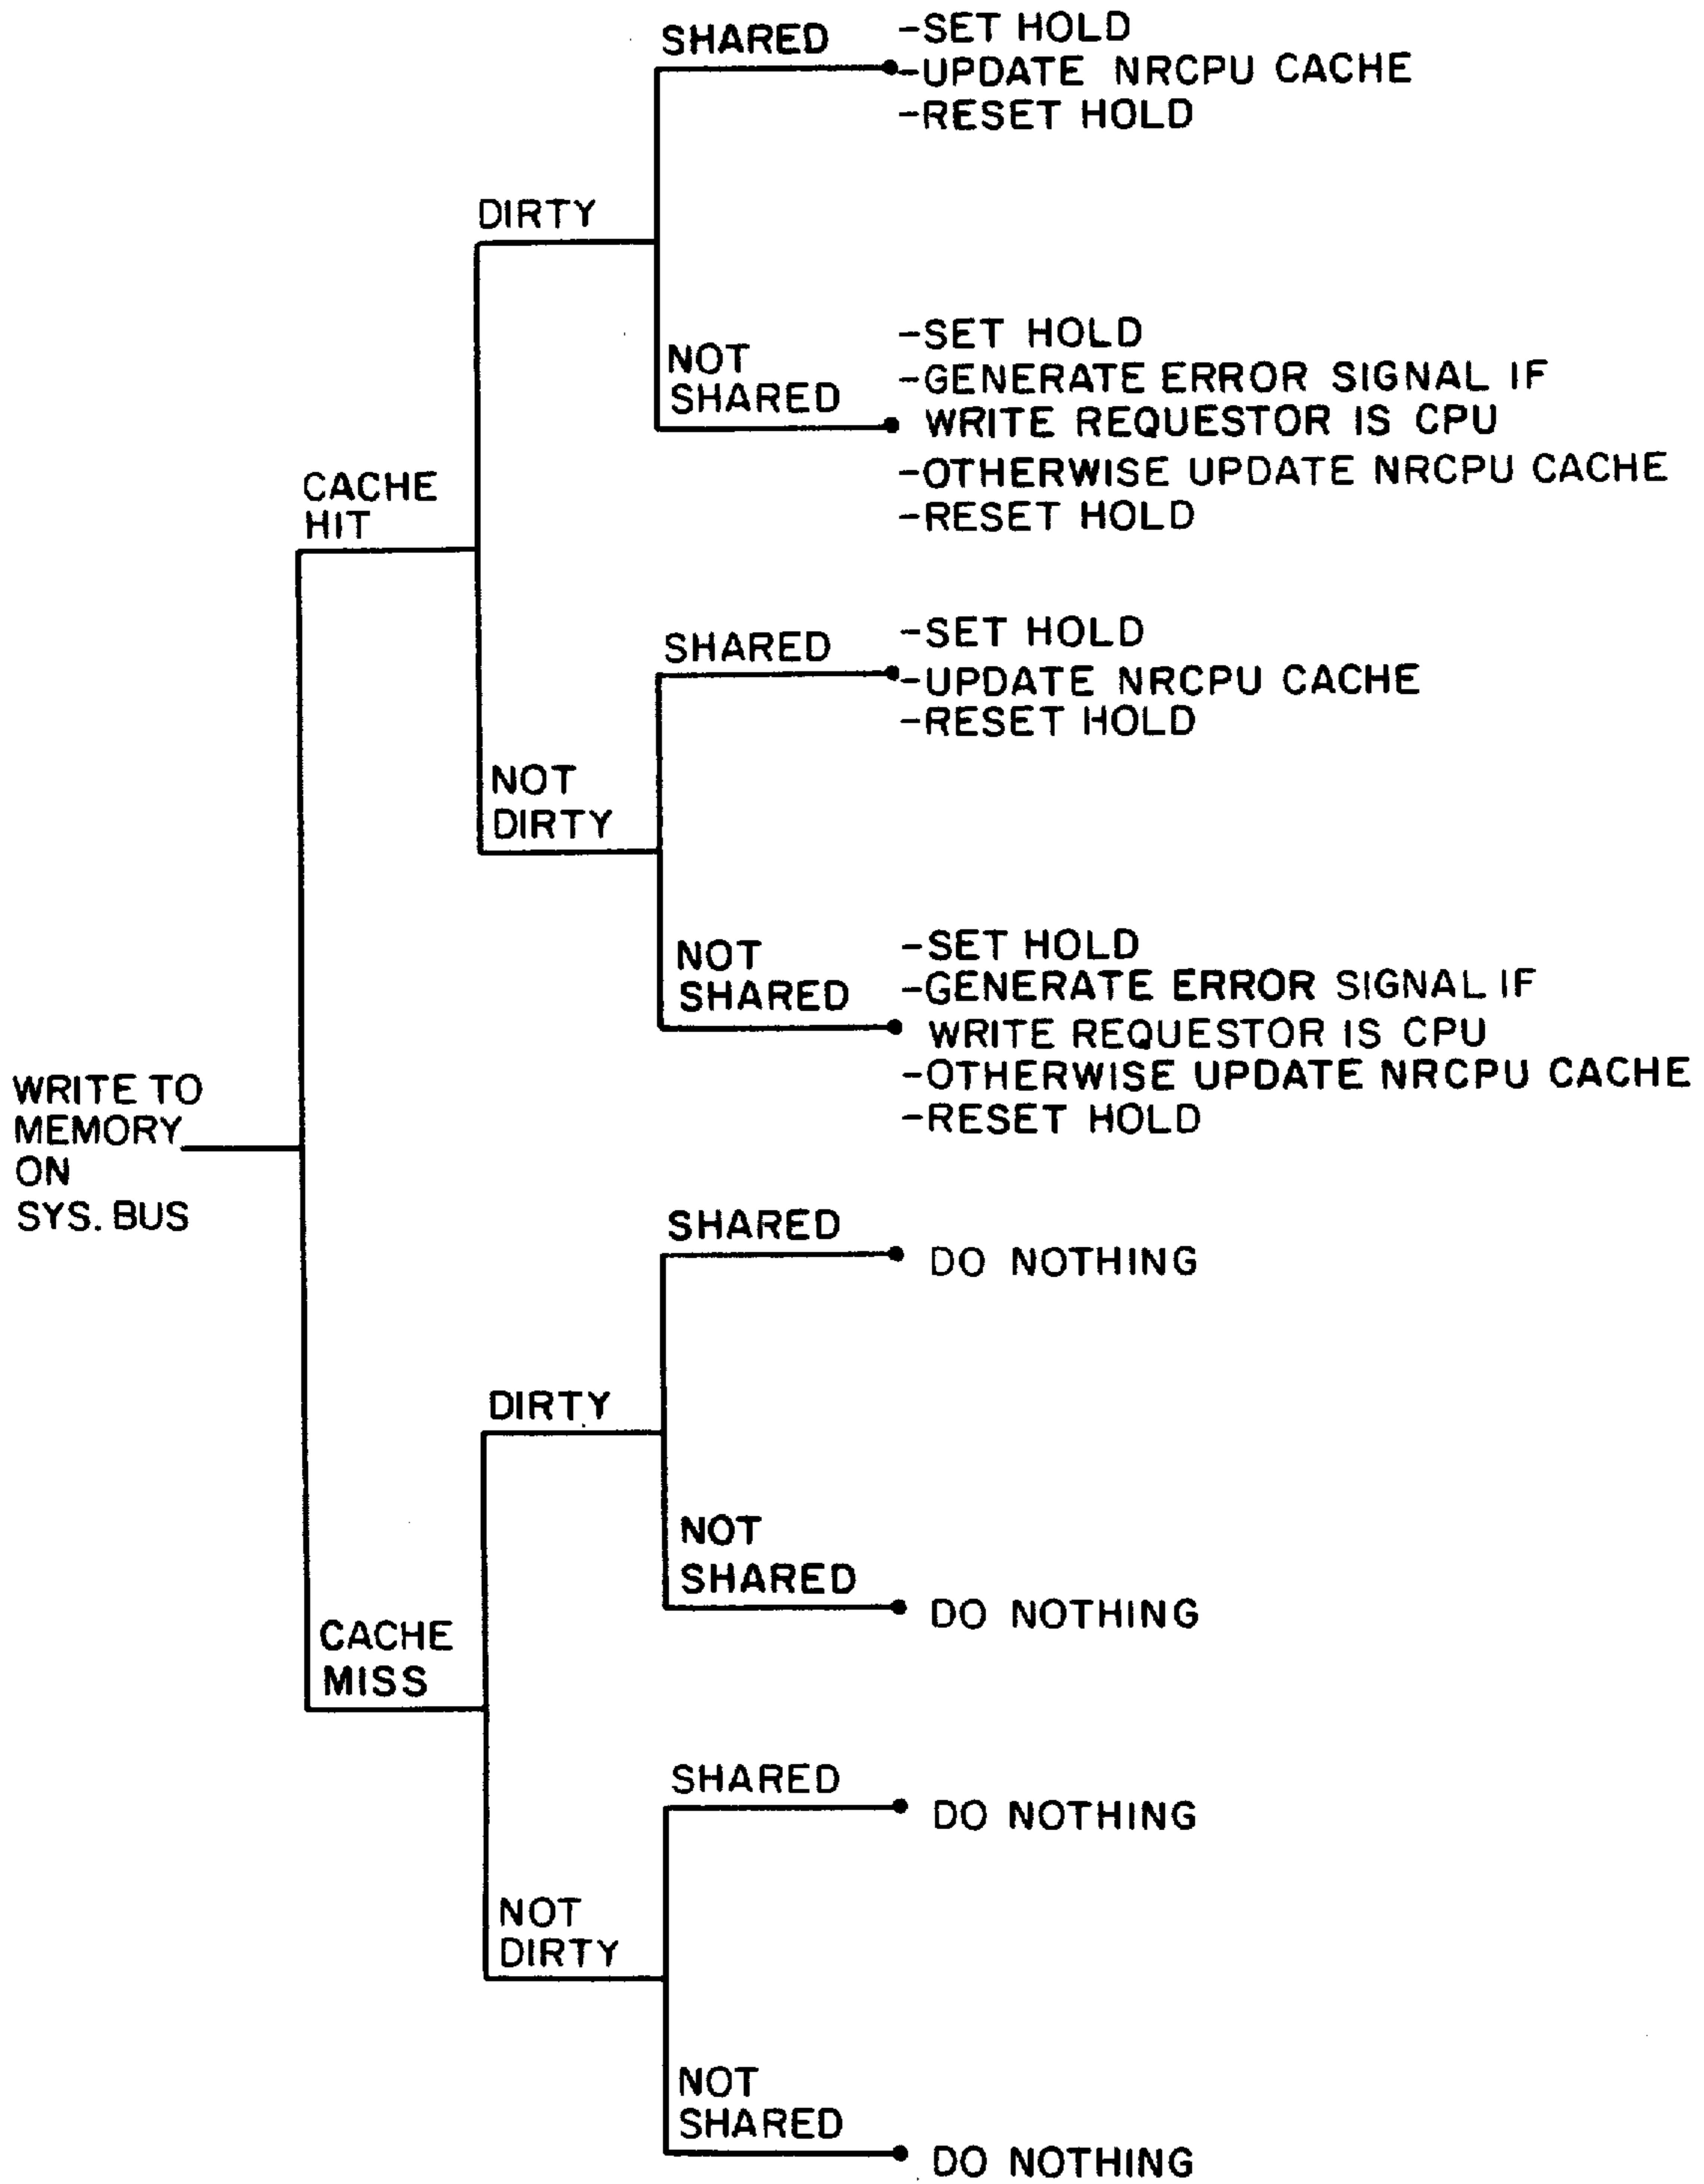 SHARED
-SET HOLD
-UPDATE NRCPU CACHE
-RESET HOLD
DIRTY
NOT
SHARED
-SET HOLD
-GENERATE ERROR SIGNAL IF
WRITE REQUESTOR IS CPU
-OTHERWISE UPDATE NRCPU CACHE
-RESET HOLD
CACHE
HIT
SHARED
-SET HOLD
-UPDATE NRCPU CACHE
-RESET HOLD
NOT
DIRTY
NOT
SHARED
-SET HOLD
-GENERATE ERROR SIGNAL IF
WRITE REQUESTOR IS CPU
-OTHERWISE UPDATE NRCPU CACHE
-RESET HOLD
WRITE TO
MEMORY
ON
SYS. BUS
SHARED
DO NOTHING
DIRTY
NOT
SHARED
DO NOTHING
CACHE
MISS
SHARED
DO NOTHING
NOT
DIRTY
NOT
SHARED
DO NOTHING